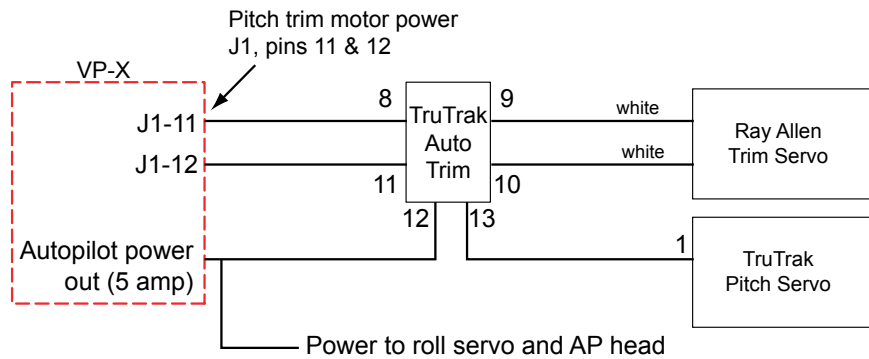 Pitch trim motor power
J1, pins 11 & 12
VP-X
J1-11
J1-12
Autopilot power
out (5 amp)
8
11
12
TruTrak
Auto
Trim
9
10
13
white
white
Ray Allen
Trim Servo
1
TruTrak
Pitch Servo
Power to roll servo and AP head